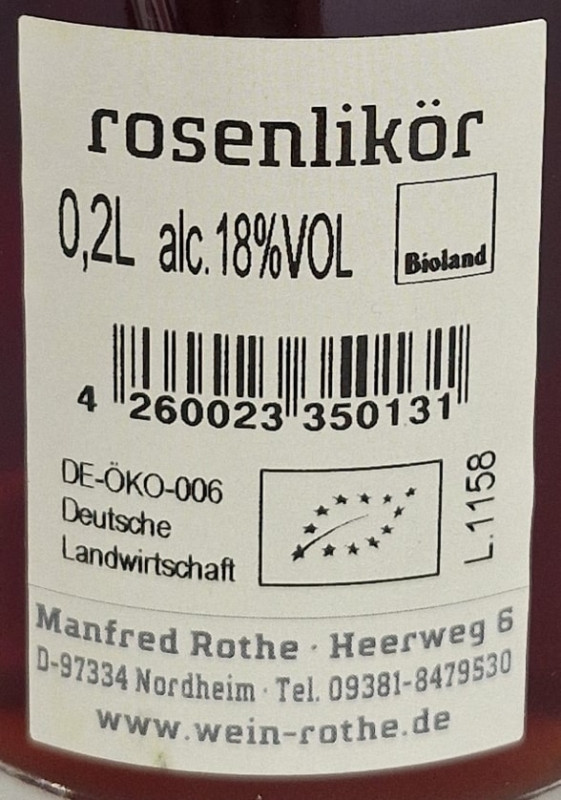 rosenlikör
0,2L alc. 18%VOL
Bioland
4 260023 350131
DE-ÖKO-006
Deutsche
Landwirtschaft
L.1158
Manfred Rothe · Heerweg 6
D-97334 Nordheim · Tel. 09381-8479530
www.wein-rothe.de